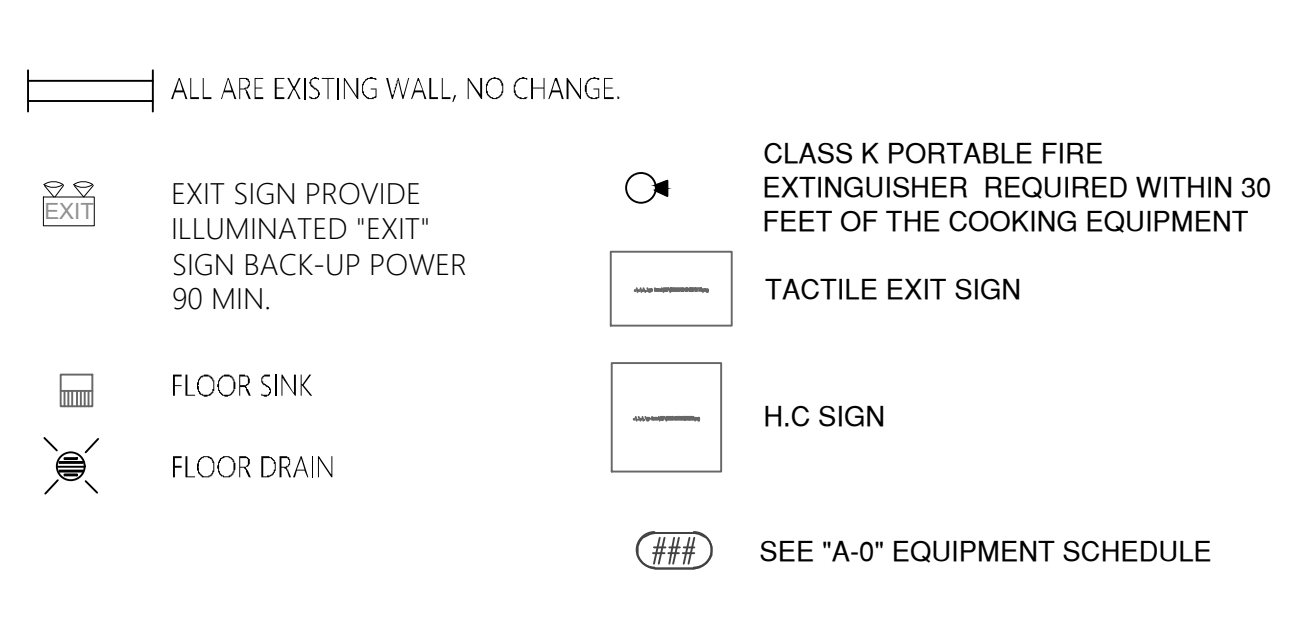 ALL ARE EXISTING WALL, NO CHANGE.
EXIT
EXIT SIGN PROVIDE
ILLUMINATED "EXIT"
SIGN BACK-UP POWER
90 MIN.
FLOOR SINK
FLOOR DRAIN
CLASS K PORTABLE FIRE
EXTINGUISHER REQUIRED WITHIN 30
FEET OF THE COOKING EQUIPMENT
TACTILE EXIT SIGN
H.C SIGN
###
SEE "A-0" EQUIPMENT SCHEDULE